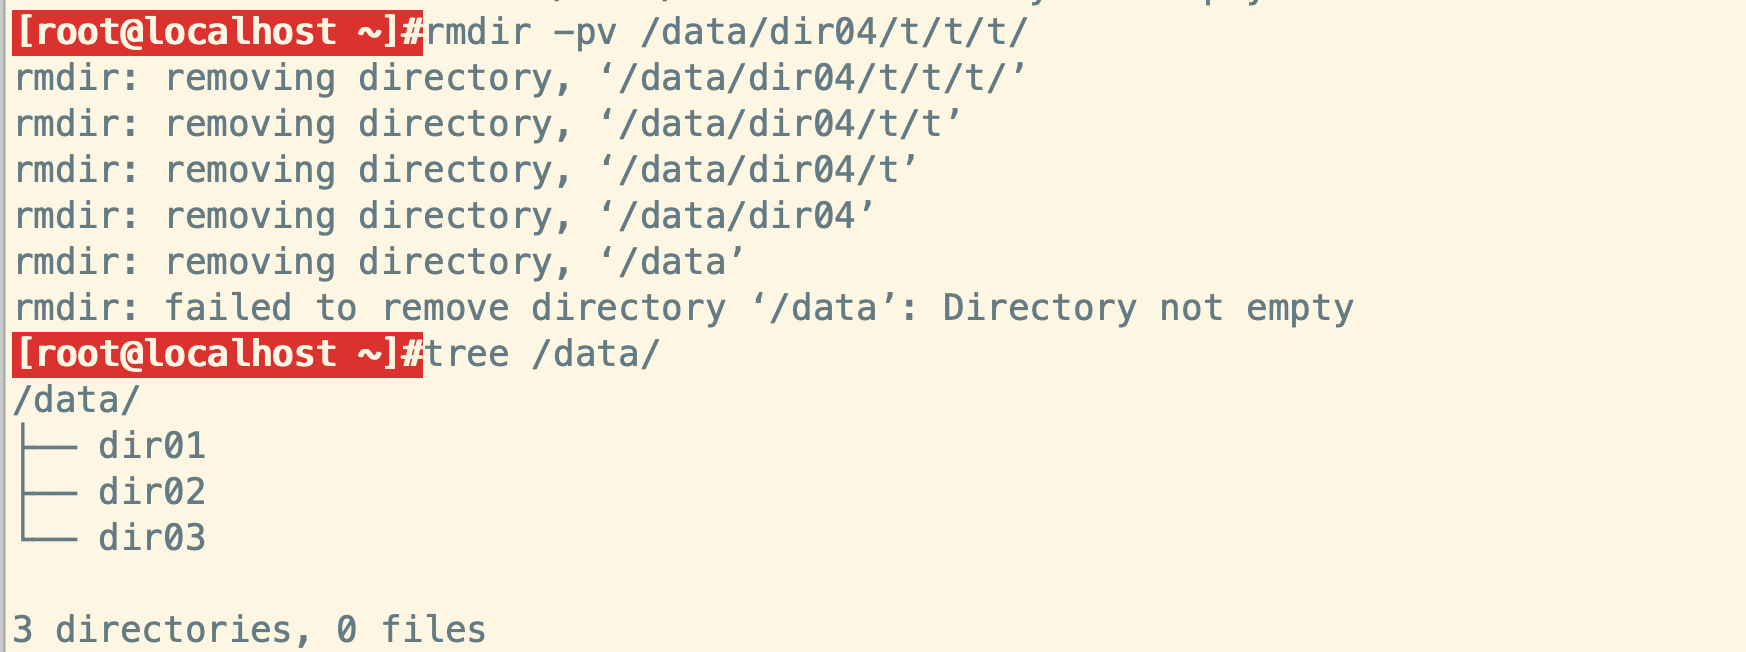 [root@localhost ~]#rmdir -pv /data/dir04/t/t/t/
rmdir: removing directory, ‘/data/dir04/t/t/t/’
rmdir: removing directory, ‘/data/dir04/t/t’
rmdir: removing directory, ‘/data/dir04/t’
rmdir: removing directory, ‘/data/dir04’
rmdir: removing directory, ‘/data’
rmdir: failed to remove directory ‘/data’: Directory not empty
[root@localhost ~]#tree /data/
/data/
├── dir01
├── dir02
└── dir03
3 directories, 0 files